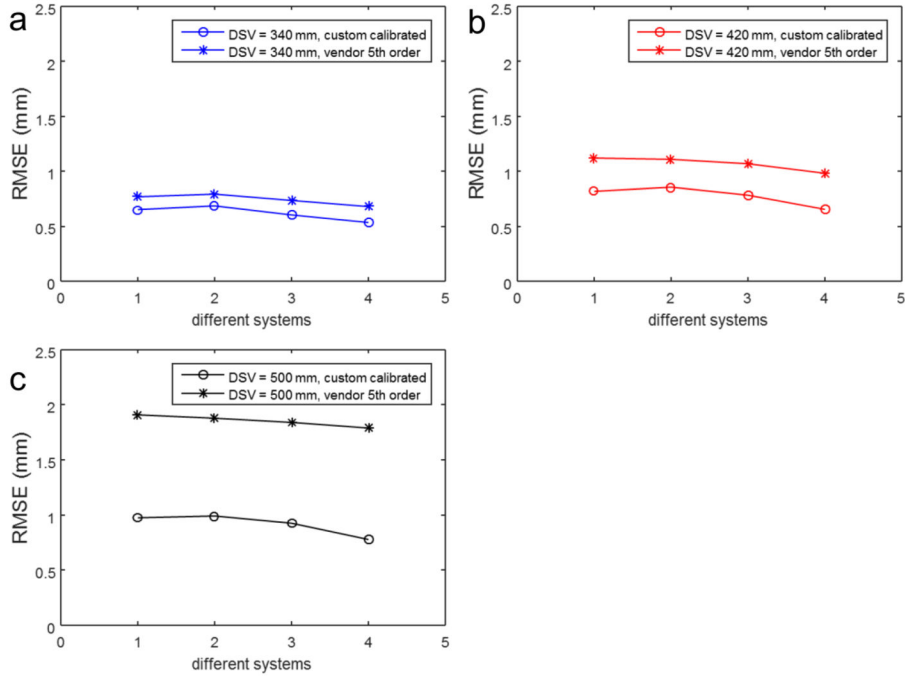 a
2.5
2
1.5
1
0.5
0
RMSE (mm)
DSV = 340 mm, custom calibrated
DSV = 340 mm, vendor 5th order
0 1 2 3 4 5
different systems
b
2.5
2
1.5
1
0.5
0
RMSE (mm)
DSV = 420 mm, custom calibrated
DSV = 420 mm, vendor 5th order
0 1 2 3 4 5
different systems
c
2.5
2
1.5
1
0.5
0
RMSE (mm)
DSV = 500 mm, custom calibrated
DSV = 500 mm, vendor 5th order
0 1 2 3 4 5
different systems